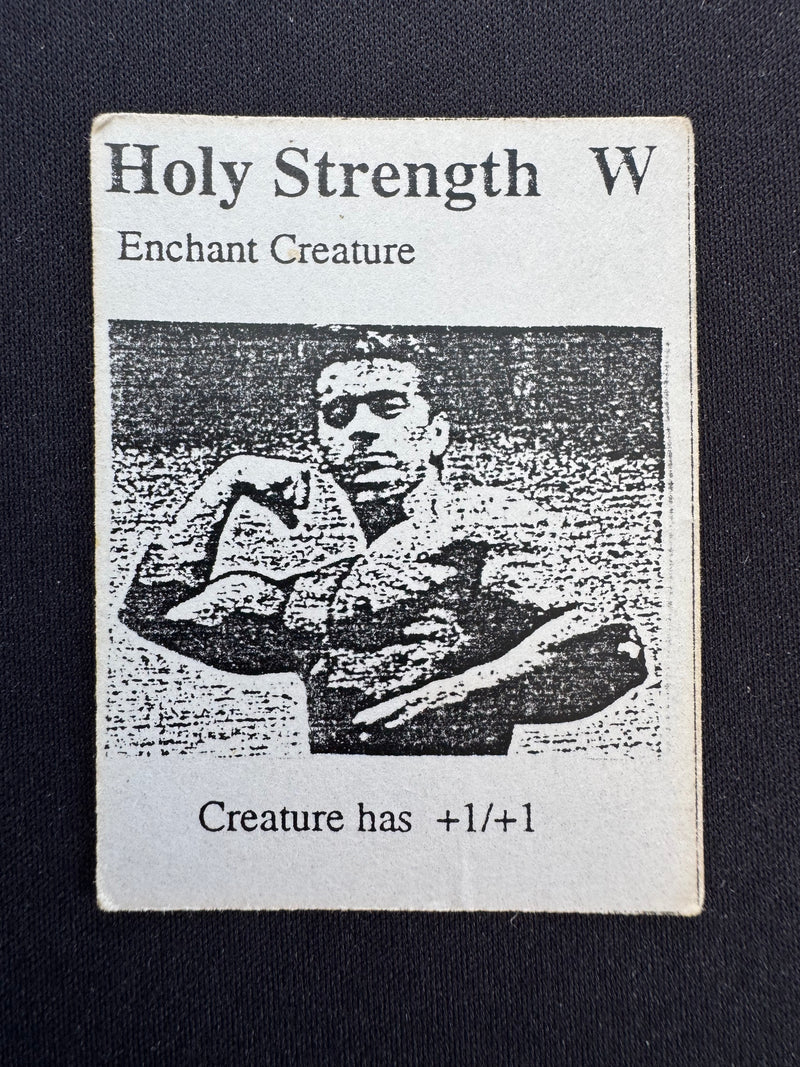 Holy Strength W
Enchant Creature
Creature has +1/+1